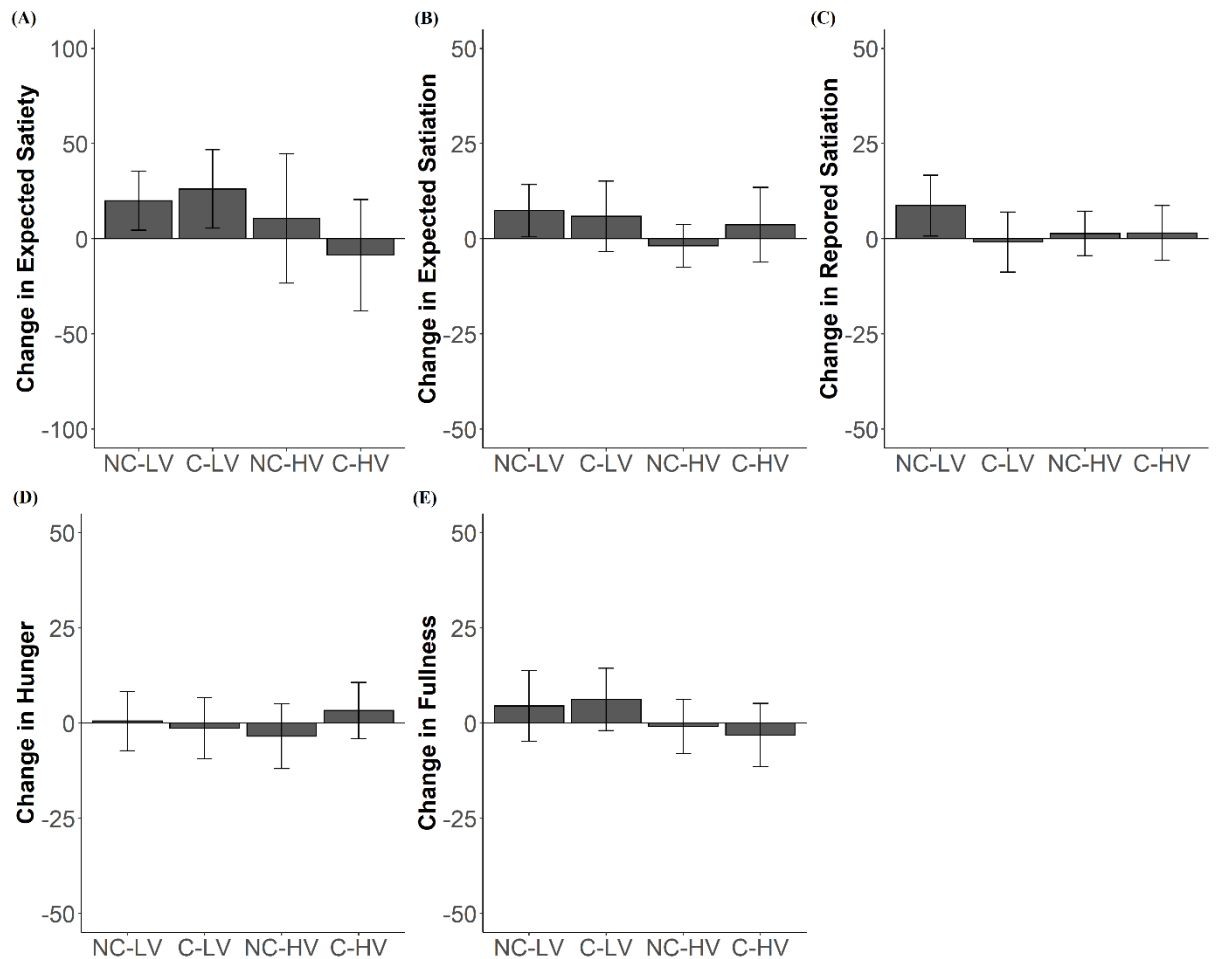 (A)
Change in Expected Satiety
100
50
0
-50
-100
NC-LV C-LV NC-HV C-HV
(B)
Change in Expected Satiation
50
25
0
-25
-50
NC-LV C-LV NC-HV C-HV
(C)
Change in Repored Satiation
50
25
0
-25
-50
NC-LV C-LV NC-HV C-HV
(D)
Change in Hunger
50
25
0
-25
-50
NC-LV C-LV NC-HV C-HV
(E)
Change in Fullness
50
25
0
-25
-50
NC-LV C-LV NC-HV C-HV